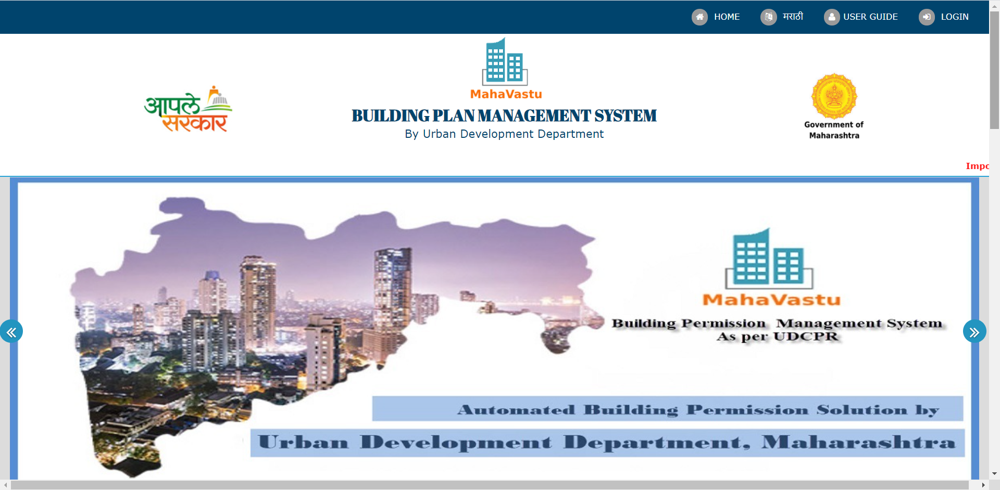 HOME
मराठी
USER GUIDE
LOGIN
MahaVastu
BUILDING PLAN MANAGEMENT SYSTEM
By Urban Development Department
आपले
सरकार
Government of
Maharashtra
Impo
MahaVastu
Building Permission Management System
As per UDCPR
Automated Building Permission Solution by
Urban Development Department, Maharashtra